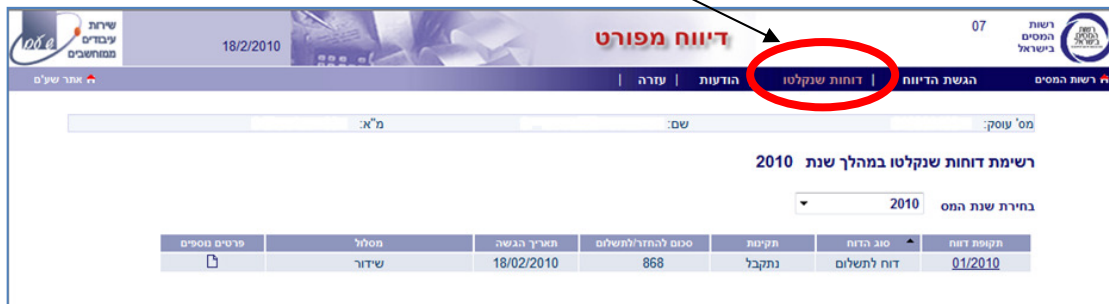 רשות
המסים
בישראל
07
דיווח מפורט
18/2/2010
שירות
עיבודים
ממוחשבים
רשות המסים
הגשת הדיווח | דוחות שנקלטו | הודעות | עזרה |
אתר שע"ם
מס' עוסק: שם: מ"א:
רשימת דוחות שנקלטו במהלך שנת 2010
בחירת שנת המס 2010
תקופת דווח סוג הדוח תקינות סכום להחזר/לתשלום תאריך הגשה מסלול פרטים נוספים
01/2010 דוח לתשלום נתקבל 868 18/02/2010 שידור